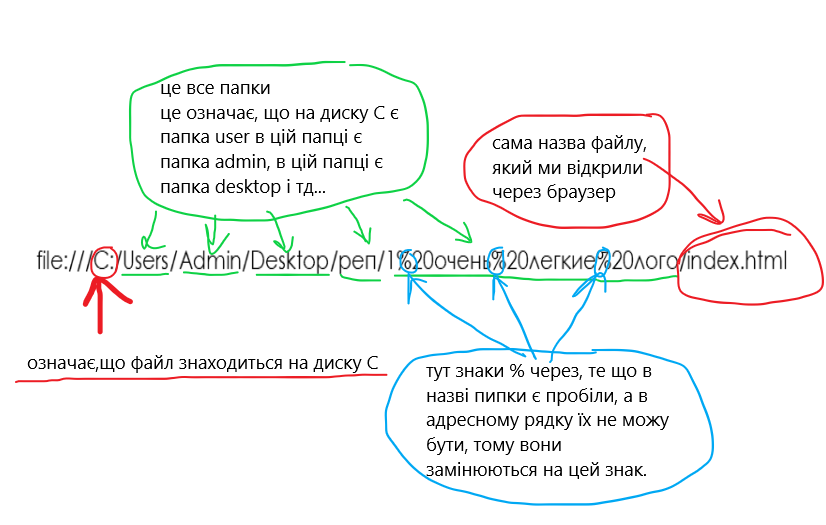 це все папки
це означає, що на диску С є
папка user в цій папці є
папка admin, в цій папці є
папка desktop і тд...
сама назва файлу,
який ми відкрили
через браузер
file:///C:/Users/Admin/Desktop/реп/1%20очень%20легкие%20лого/index.html
означає,що файл знаходиться на диску С
тут знаки % через, те що в
назві пипки є пробіли, а в
адресному рядку їх не можу
бути, тому вони
замінюються на цей знак.